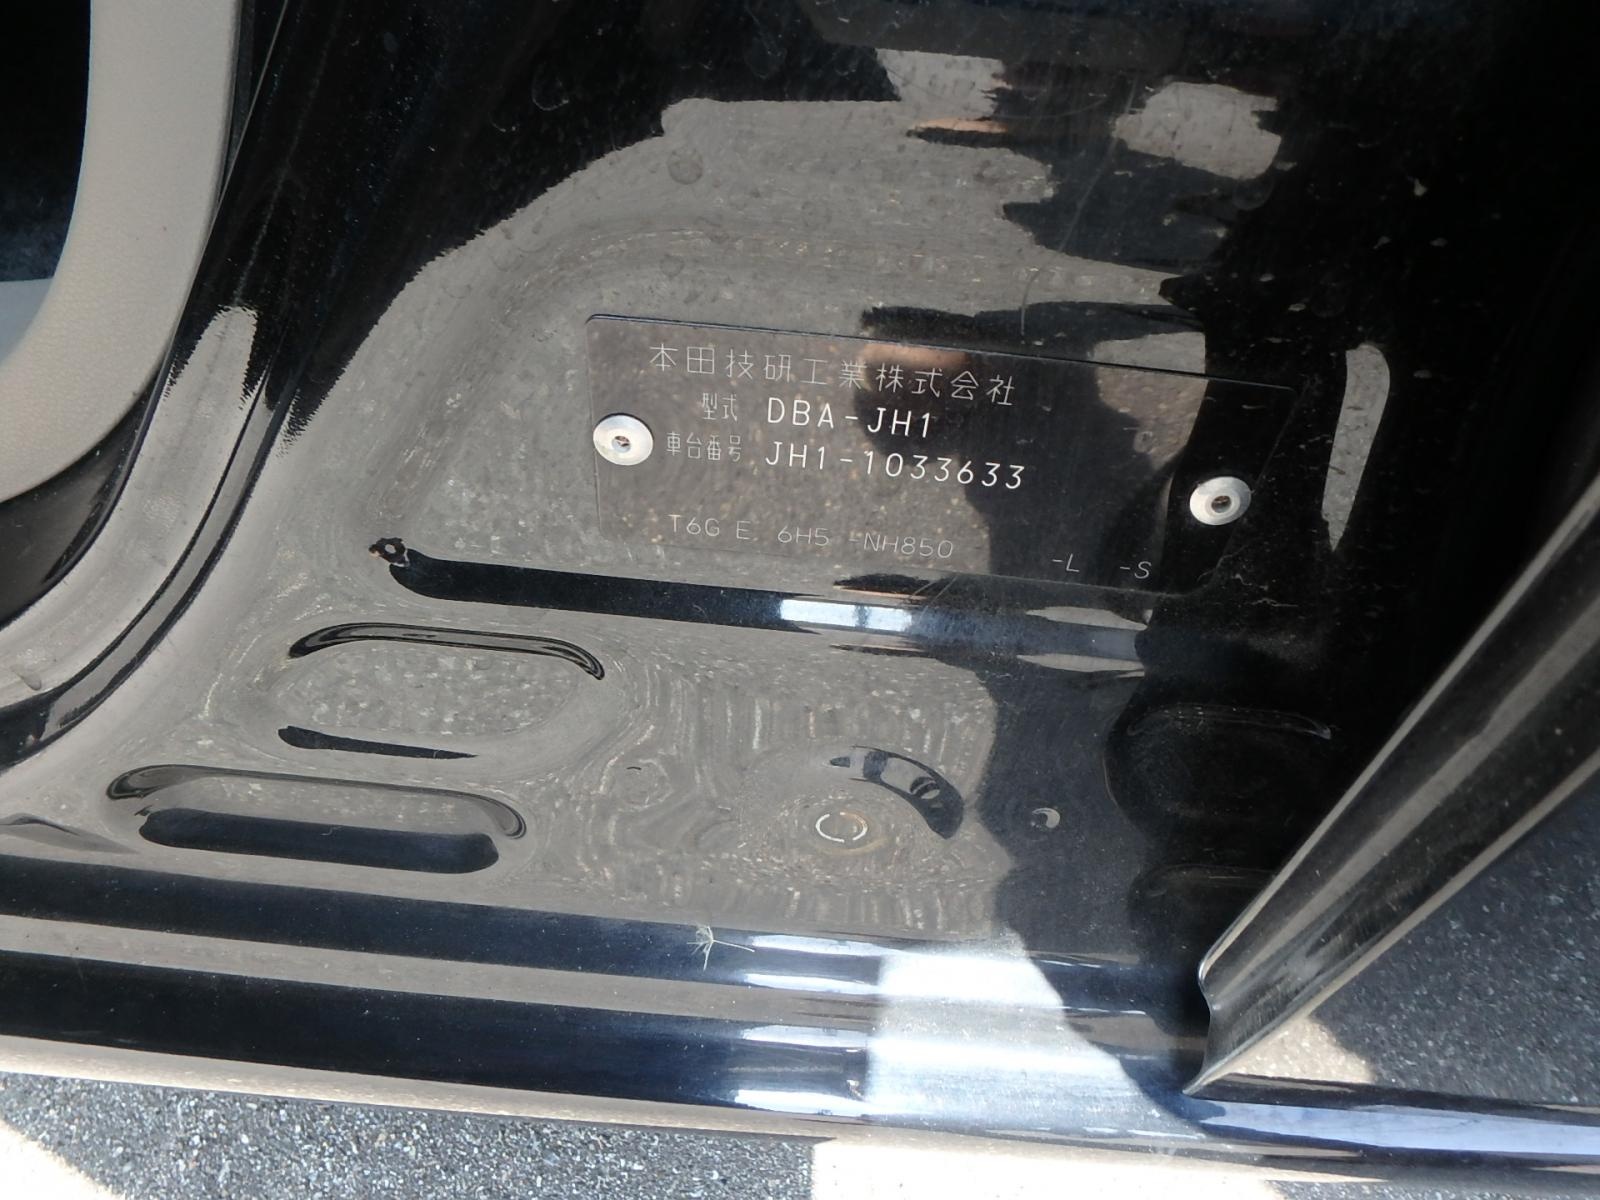 本田技研工業株式会社
型式 DBA-JH1
車台番号 JH1-1033633
T6G E 6H5 -NH850 -L -S